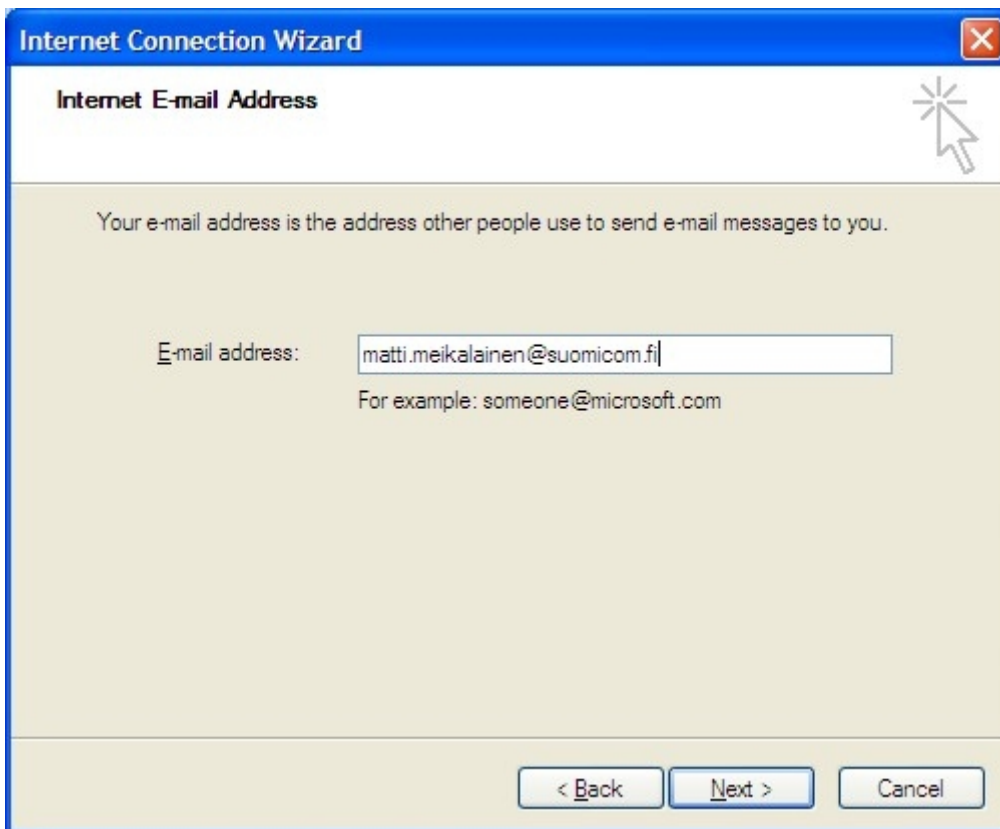 Internet Connection Wizard
Internet E-mail Address
Your e-mail address is the address other people use to send e-mail messages to you.
E-mail address: matti.meikalainen@suomicom.fi
For example: someone@microsoft.com
< Back Next > Cancel